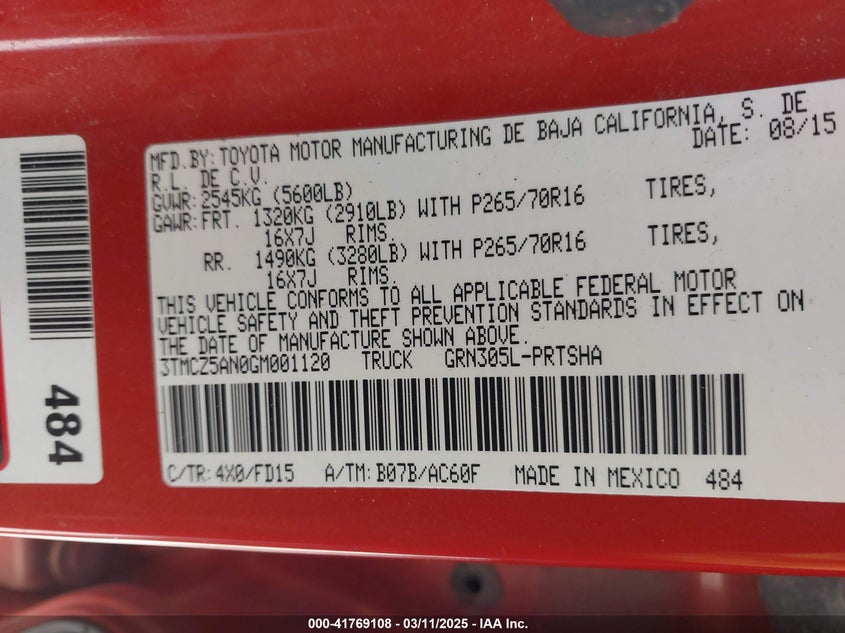 MFD.BY: TOYOTA MOTOR MANUFACTURING DE BAJA CALIFORNIA, S. DE
R.L. DE C.V. DATE: 08/15
GVWR: 2545KG (5600LB)
GAWR: FRT. 1320KG (2910LB) WITH P265/70R16 TIRES,
16X7J RIMS.
RR. 1490KG (3280LB) WITH P265/70R16 TIRES,
16X7J RIMS.
THIS VEHICLE CONFORMS TO ALL APPLICABLE FEDERAL MOTOR
VEHICLE SAFETY AND THEFT PREVENTION STANDARDS IN EFFECT ON
THE DATE OF MANUFACTURE SHOWN ABOVE.
3TMCZ5AN0GM001120 TRUCK GRN305L-PRTSHA
C/TR: 4X0/FD15 A/TM: B07B/AC60F MADE IN MEXICO 484
484
000-41769108 - 03/11/2025 - IAA Inc.